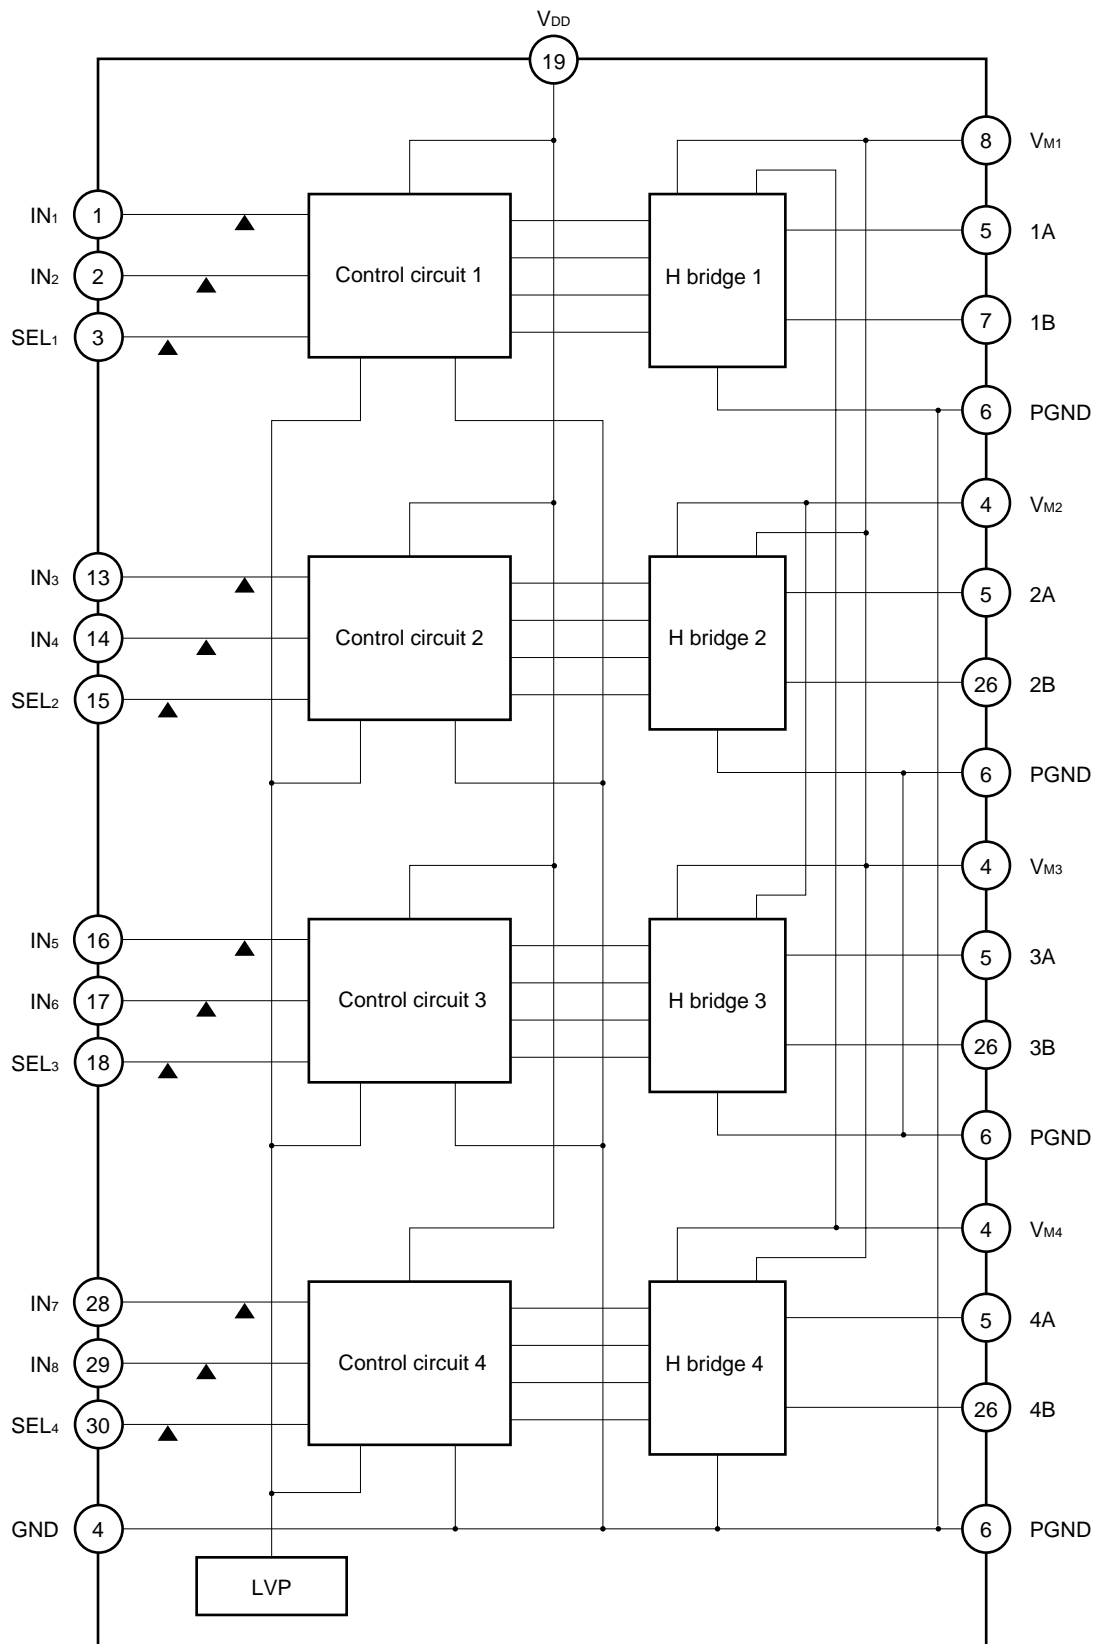 VDD
19
8 VM1
IN1 1
5 1A
IN2 2
Control circuit 1
H bridge 1
SEL1 3
7 1B
6 PGND
4 VM2
IN3 13
5 2A
IN4 14
Control circuit 2
H bridge 2
SEL2 15
26 2B
6 PGND
4 VM3
IN5 16
5 3A
IN6 17
Control circuit 3
H bridge 3
SEL3 18
26 3B
6 PGND
4 VM4
IN7 28
5 4A
IN8 29
Control circuit 4
H bridge 4
SEL4 30
26 4B
GND 4
6 PGND
LVP